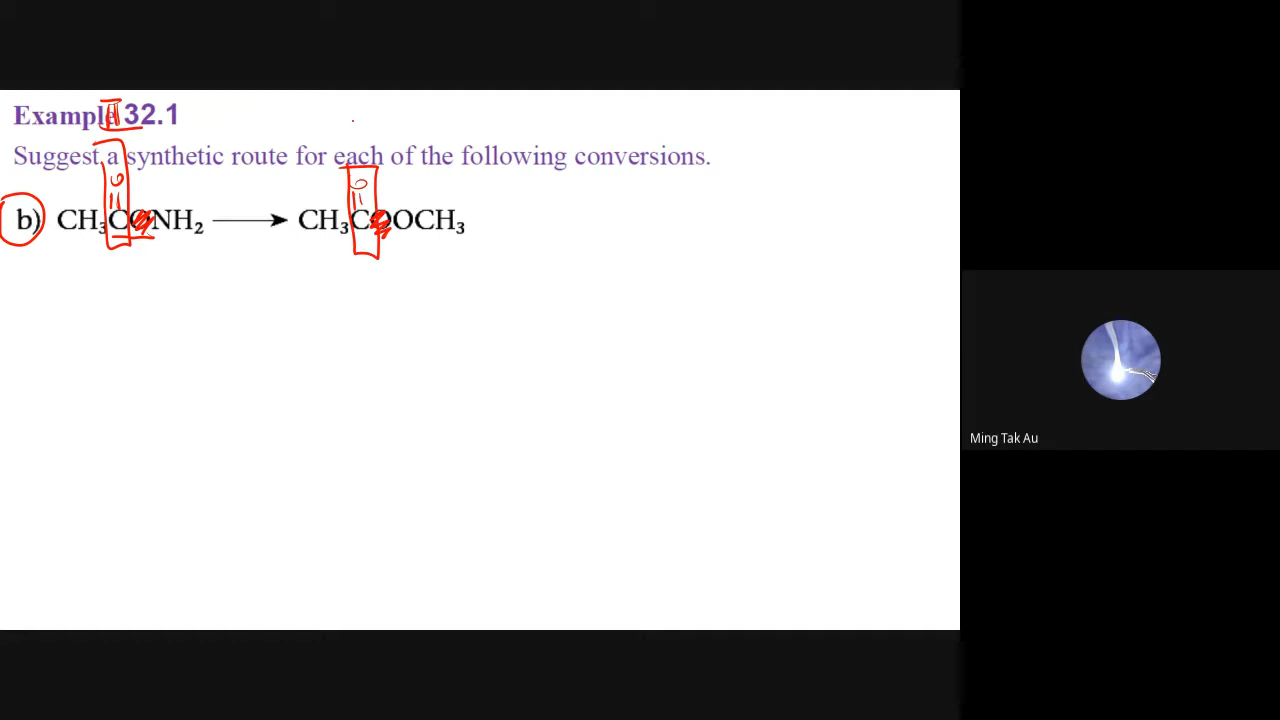 Example 32.1
Suggest a synthetic route for each of the following conversions.
b) CH₃CONH₂ ⟶ CH₃COOCH₃
O O
Ming Tak Au